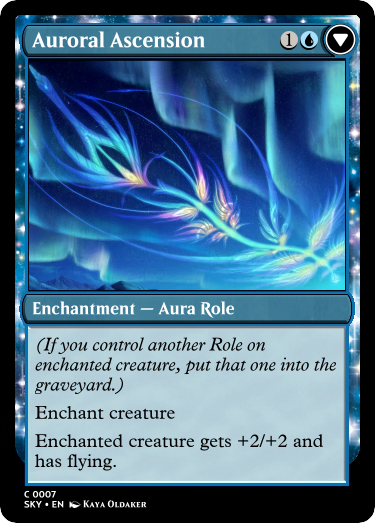 Auroral Ascension 1
Enchantment — Aura Role
(If you control another Role on
enchanted creature, put that one into the
graveyard.)
Enchant creature
Enchanted creature gets +2/+2 and
has flying.
C 0007
SKY • EN Kaya Oldaker